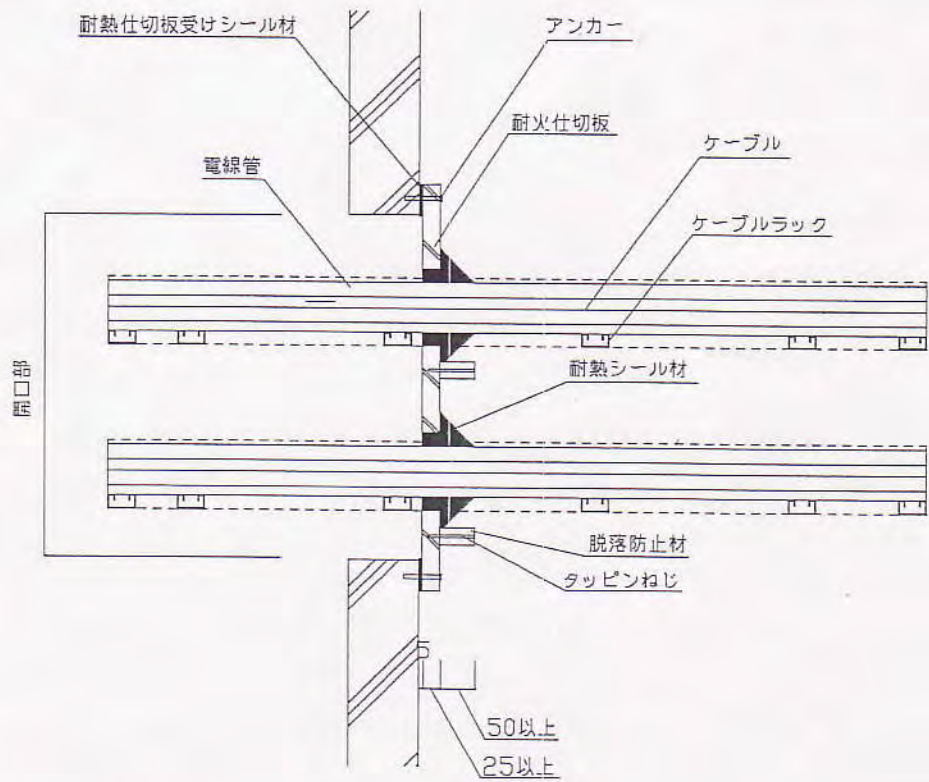 耐熱仕切板受けシール材
アンカー
耐火仕切板
ケーブル
電線管
ケーブルラック
開口部
耐熱シール材
脱落防止材
タッピンねじ
50以上
25以上